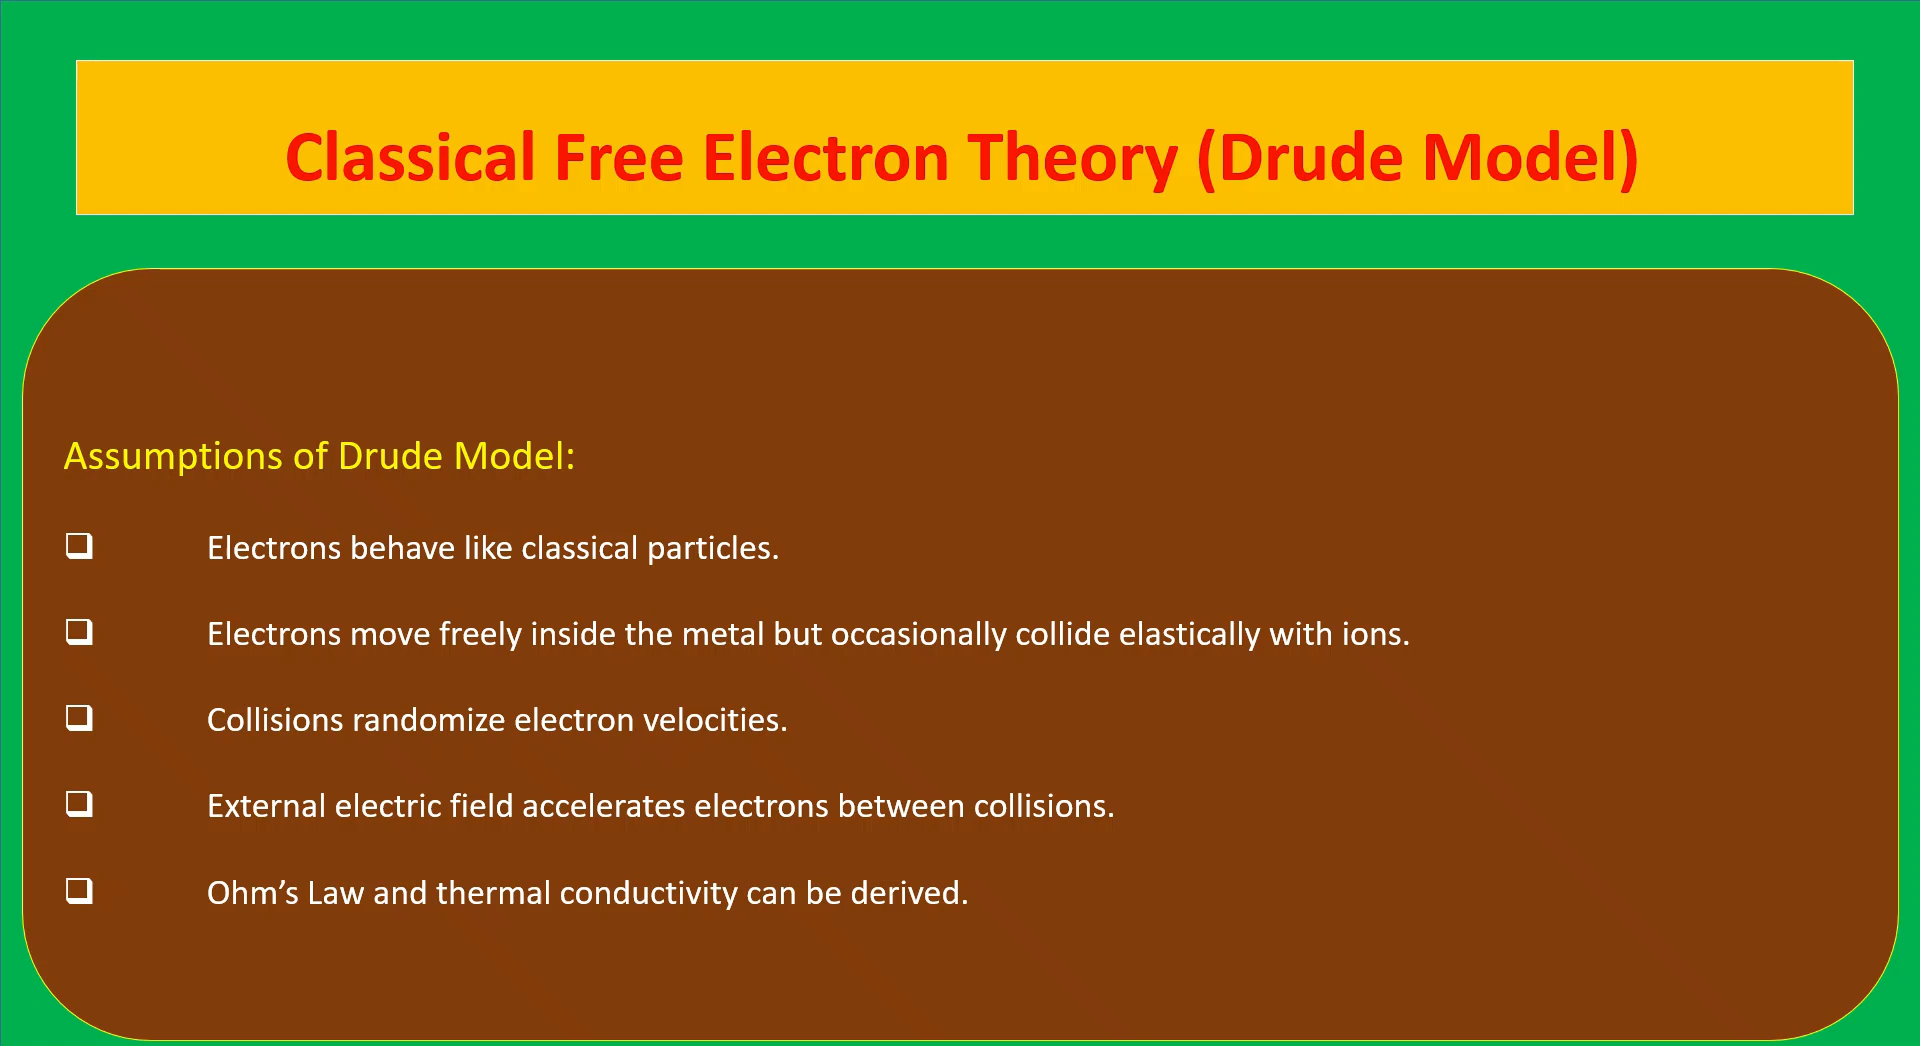 Classical Free Electron Theory (Drude Model)
Assumptions of Drude Model:
❑ Electrons behave like classical particles.
❑ Electrons move freely inside the metal but occasionally collide elastically with ions.
❑ Collisions randomize electron velocities.
❑ External electric field accelerates electrons between collisions.
❑ Ohm’s Law and thermal conductivity can be derived.